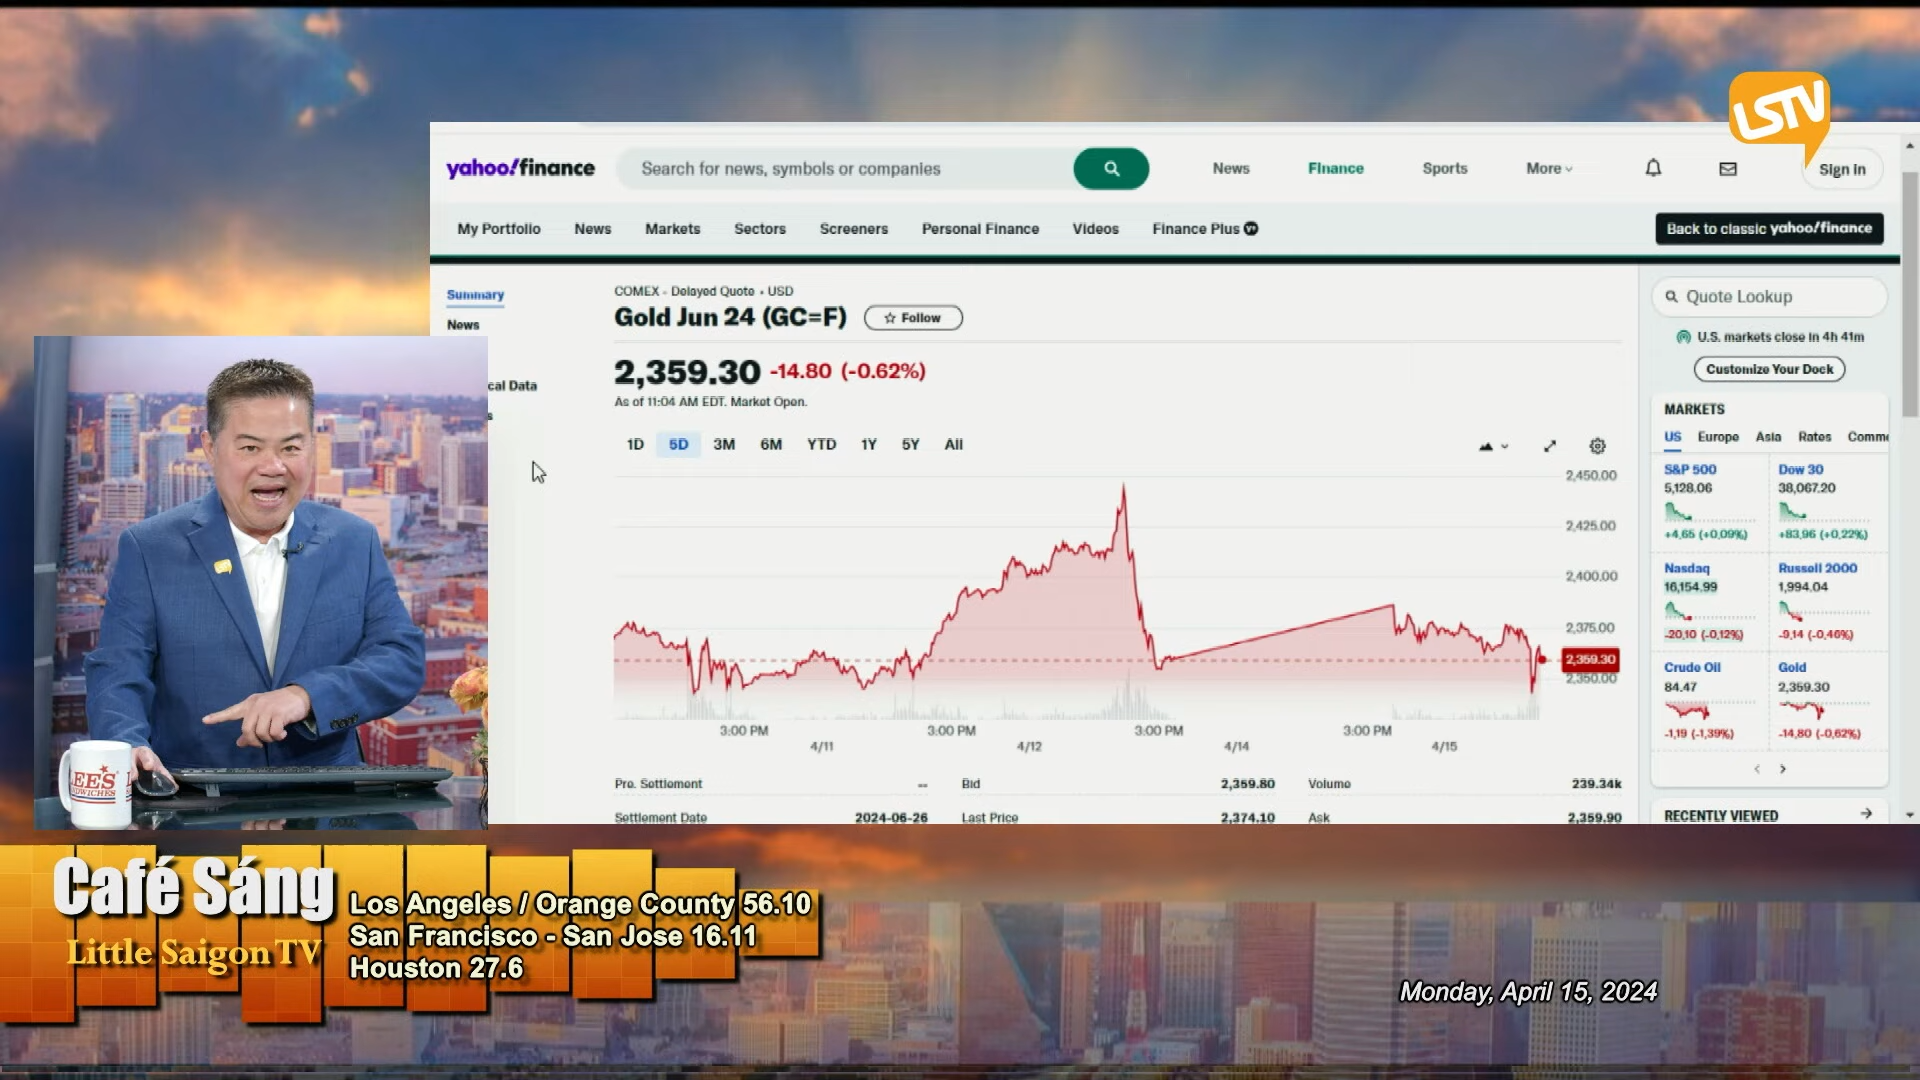 LSTV
yahoo!finance
Search for news, symbols or companies
News
Finance
Sports
More
Sign In
My Portfolio
News
Markets
Sectors
Screeners
Personal Finance
Videos
Finance Plus
Back to classic yahoo/finance
Summary
News
cal Data
s
COMEX - Delayed Quote • USD
Gold Jun 24 (GC=F)
Follow
2,359.30 -14.80 (-0.62%)
As of 11:04 AM EDT. Market Open.
1D 5D 3M 6M YTD 1Y 5Y All
2,450.00
2,425.00
2,400.00
2,375.00
2,359.30
2,350.00
3:00 PM 3:00 PM 3:00 PM 3:00 PM
4/11 4/12 4/14 4/15
Pre. Settlement --
Bid 2,359.80
Volume 239.34k
Settlement Date 2024-06-26
Last Price 2,374.10
Ask 2,359.90
Quote Lookup
U.S. markets close in 4h 41m
Customize Your Dock
MARKETS
US Europe Asia Rates Comm
S&P 500
5,128.06
+4.65 (+0.09%)
Dow 30
38,067.20
+83.96 (+0.22%)
Nasdaq
16,154.99
-20.10 (-0.12%)
Russell 2000
1,994.04
-9.14 (-0.46%)
Crude Oil
84.47
-1.19 (-1.39%)
Gold
2,359.30
-14.80 (-0.62%)
RECENTLY VIEWED
EE'S
DWICHES
Café Sáng
Little Saigon TV
Los Angeles / Orange County 56.10
San Francisco - San Jose 16.11
Houston 27.6
Monday, April 15, 2024